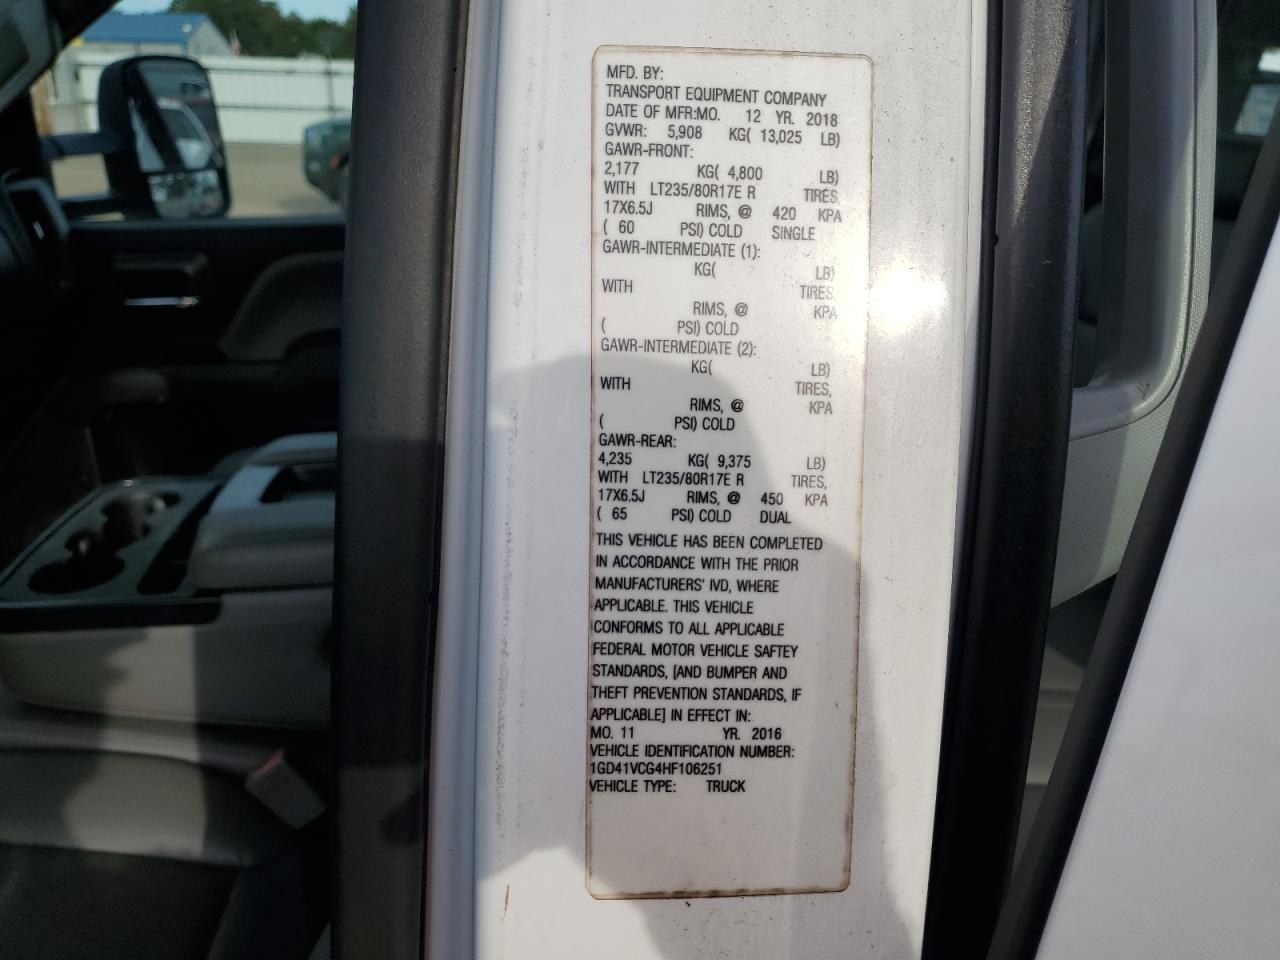 MFD. BY:
TRANSPORT EQUIPMENT COMPANY
DATE OF MFR:MO. 12 YR. 2018
GVWR: 5,908 KG( 13,025 LB)
GAWR-FRONT:
2,177 KG( 4,800 LB)
WITH LT235/80R17E R TIRES,
17X6.5J RIMS, @ 420 KPA
( 60 PSI) COLD SINGLE
GAWR-INTERMEDIATE (1):
KG( LB)
WITH TIRES,
RIMS, @ KPA
( PSI) COLD
GAWR-INTERMEDIATE (2):
KG( LB)
WITH TIRES,
RIMS, @ KPA
( PSI) COLD
GAWR-REAR:
4,235 KG( 9,375 LB)
WITH LT235/80R17E R TIRES,
17X6.5J RIMS, @ 450 KPA
( 65 PSI) COLD DUAL
THIS VEHICLE HAS BEEN COMPLETED
IN ACCORDANCE WITH THE PRIOR
MANUFACTURERS' IVD, WHERE
APPLICABLE. THIS VEHICLE
CONFORMS TO ALL APPLICABLE
FEDERAL MOTOR VEHICLE SAFTEY
STANDARDS, [AND BUMPER AND
THEFT PREVENTION STANDARDS, IF
APPLICABLE] IN EFFECT IN:
MO. 11 YR. 2016
VEHICLE IDENTIFICATION NUMBER:
1GD41VCG4HF106251
VEHICLE TYPE: TRUCK